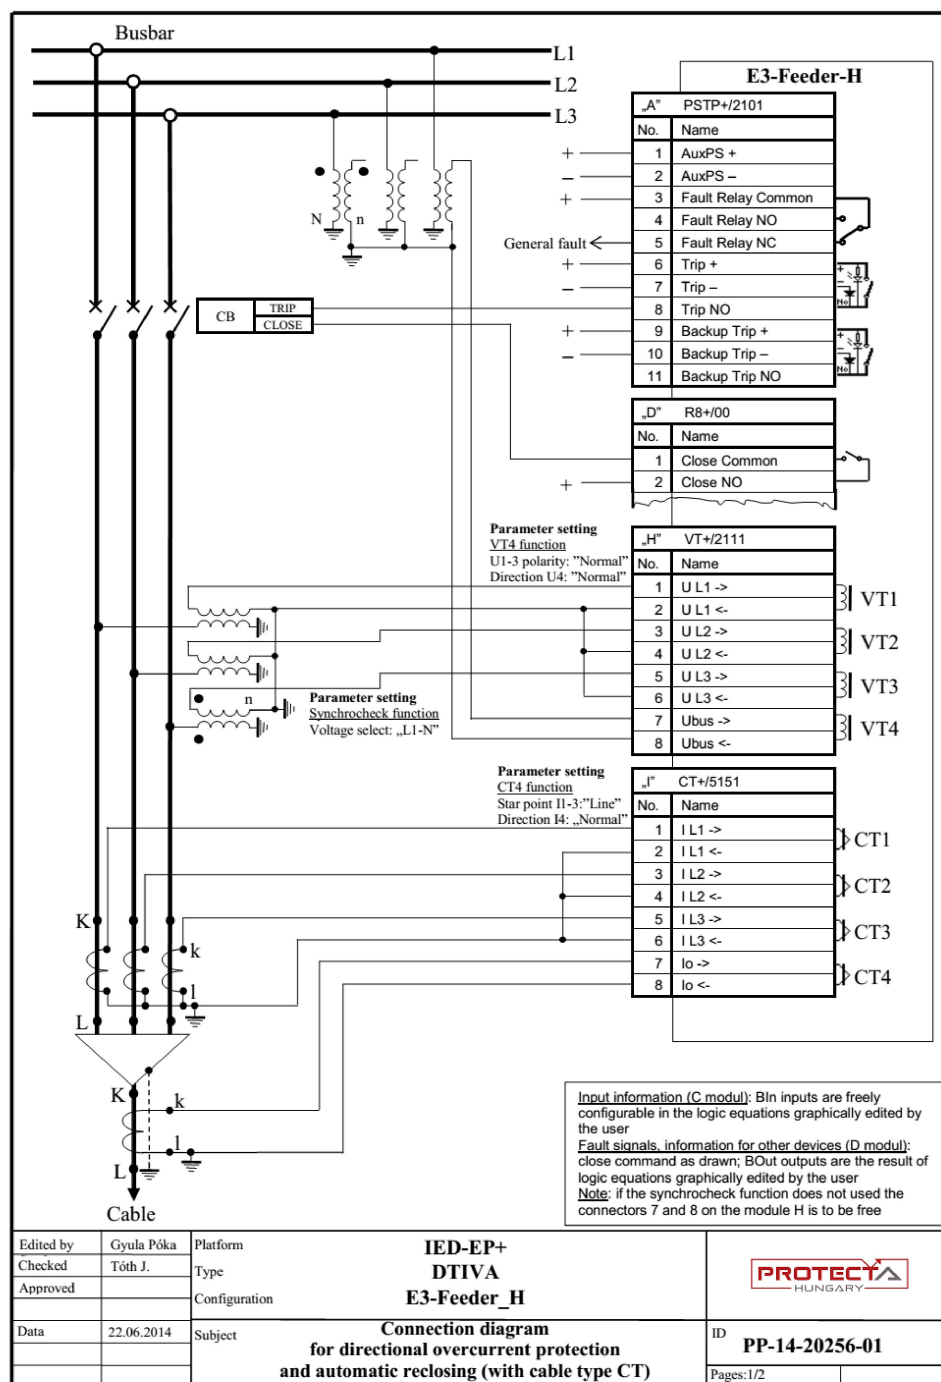 Busbar
L1
L2
L3
E3-Feeder-H
„A” PSTP+/2101
No. Name
+ 1 AuxPS +
– 2 AuxPS –
+ 3 Fault Relay Common
4 Fault Relay NO
General fault 5 Fault Relay NC
+ 6 Trip +
– 7 Trip –
8 Trip NO
+ 9 Backup Trip +
– 10 Backup Trip –
11 Backup Trip NO
+
–
No
+
–
No
N n
CB TRIP
CLOSE
„D” R8+/00
No. Name
1 Close Common
+ 2 Close NO
Parameter setting
VT4 function
U1-3 polarity: ”Normal”
Direction U4: ”Normal”
„H” VT+/2111
No. Name
1 U L1 ->
2 U L1 <-
3 U L2 ->
4 U L2 <-
5 U L3 ->
6 U L3 <-
7 Ubus ->
8 Ubus <-
VT1
VT2
VT3
VT4
n
Parameter setting
Synchrocheck function
Voltage select: „L1-N”
Parameter setting
CT4 function
Star point I1-3:”Line”
Direction I4: „Normal”
„I” CT+/5151
No. Name
1 I L1 ->
2 I L1 <-
3 I L2 ->
4 I L2 <-
5 I L3 ->
6 I L3 <-
7 Io ->
8 Io <-
CT1
CT2
CT3
CT4
K
k
l
L
K
k
l
L
Cable
Input information (C modul): BIn inputs are freely
configurable in the logic equations graphically edited by
the user
Fault signals, information for other devices (D modul):
close command as drawn; BOut outputs are the result of
logic equations graphically edited by the user
Note: if the synchrocheck function does not used the
connectors 7 and 8 on the module H is to be free
Edited by Gyula Póka
Checked Tóth J.
Approved
Data 22.06.2014
Platform IED-EP+
Type DTIVA
Configuration E3-Feeder_H
Subject Connection diagram
for directional overcurrent protection
and automatic reclosing (with cable type CT)
PROTECTA
HUNGARY
ID
PP-14-20256-01
Pages:1/2